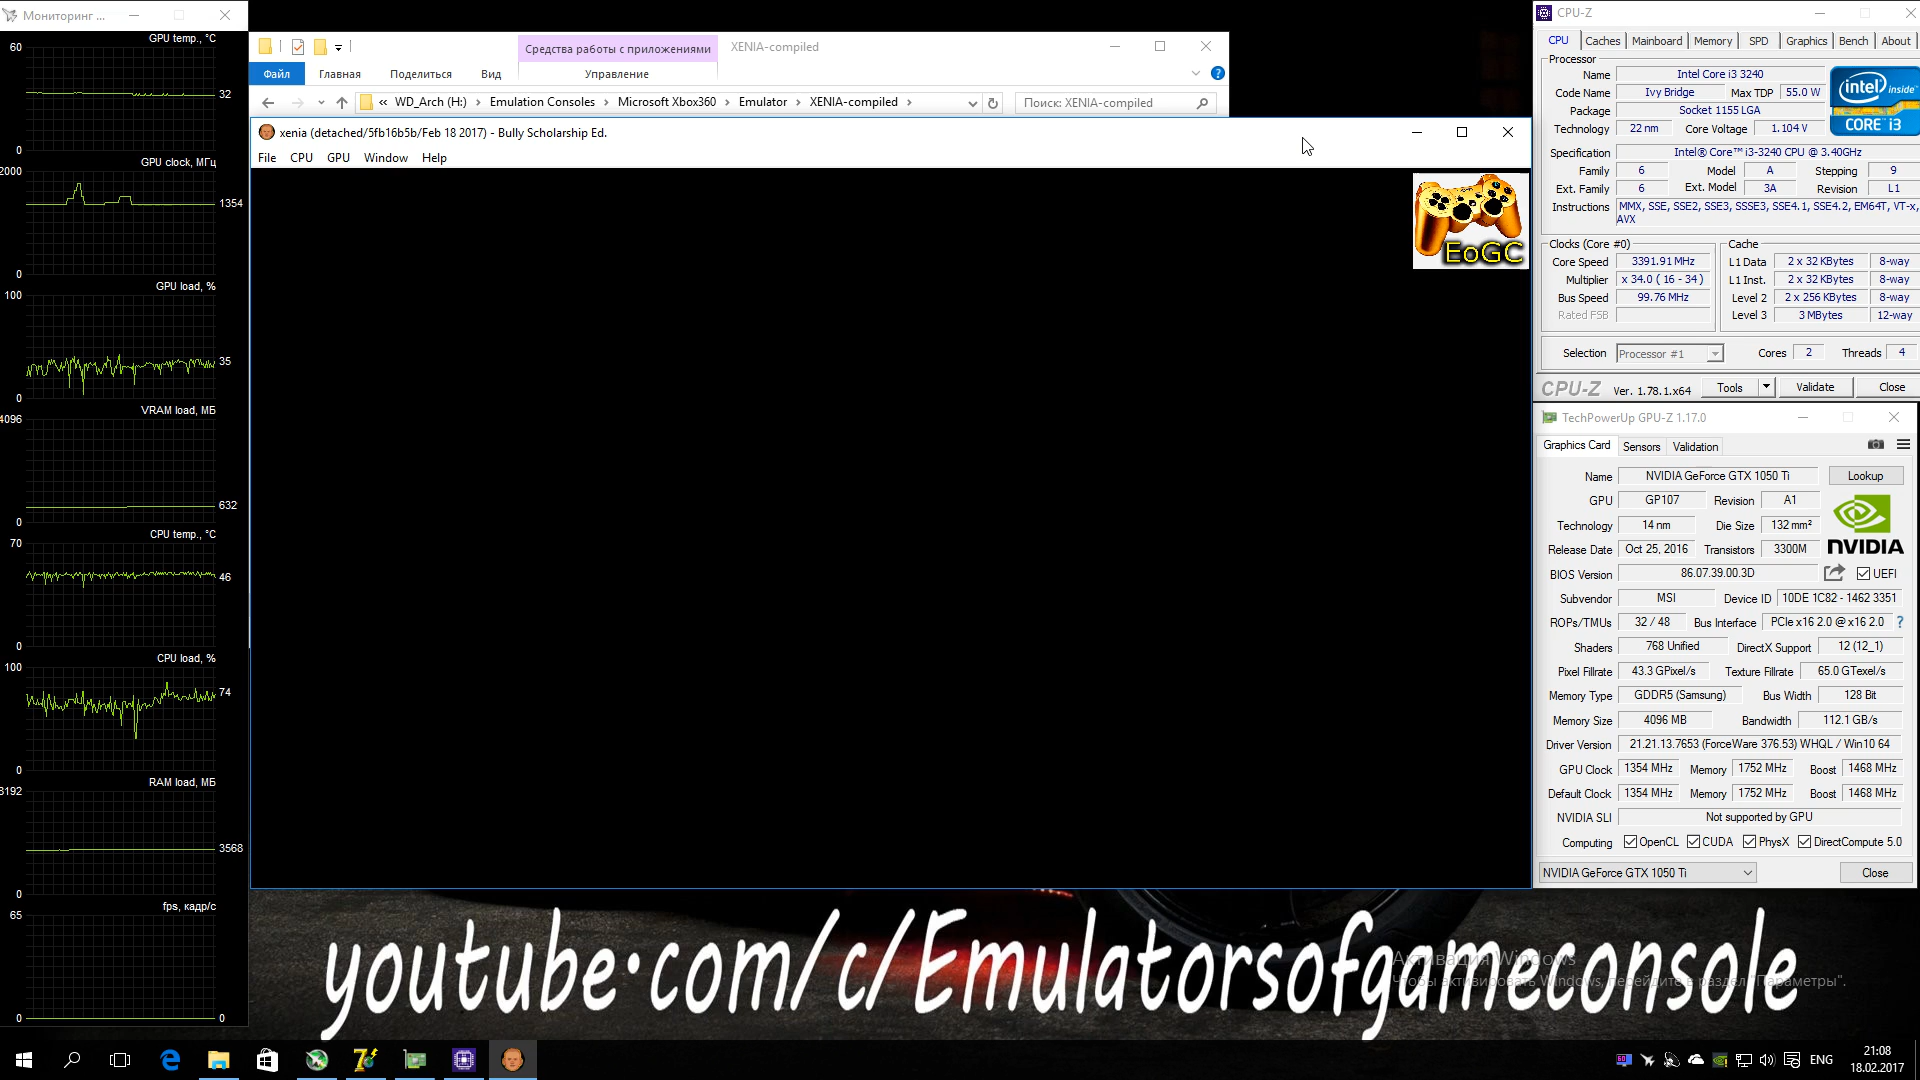 Мониторинг ...
GPU temp., °C
60
32
0
GPU clock, МГц
2000
1354
0
GPU load, %
100
35
0
VRAM load, МБ
4096
632
0
CPU temp., °C
70
46
0
CPU load, %
100
74
0
RAM load, МБ
8192
3568
0
fps, кадр/с
65
0
0
Средства работы с приложениями
XENIA-compiled
Файл
Главная
Поделиться
Вид
Управление
« WD_Arch (H:) › Emulation Consoles › Microsoft Xbox360 › Emulator › XENIA-compiled ›
Поиск: XENIA-compiled
xenia (detached/5fb16b5b/Feb 18 2017) - Bully Scholarship Ed.
File CPU GPU Window Help
EoGC
CPU-Z
CPU Caches Mainboard Memory SPD Graphics Bench About
Processor
Name Intel Core i3 3240
Code Name Ivy Bridge Max TDP 55.0 W
Package Socket 1155 LGA
Technology 22 nm Core Voltage 1.104 V
intel inside™
CORE i3
Specification Intel® Core™ i3-3240 CPU @ 3.40GHz
Family 6 Model A Stepping 9
Ext. Family 6 Ext. Model 3A Revision L1
Instructions MMX, SSE, SSE2, SSE3, SSSE3, SSE4.1, SSE4.2, EM64T, VT-x,
AVX
Clocks (Core #0)
Core Speed 3391.91 MHz
Multiplier x 34.0 ( 16 - 34 )
Bus Speed 99.76 MHz
Rated FSB
Cache
L1 Data 2 x 32 KBytes 8-way
L1 Inst. 2 x 32 KBytes 8-way
Level 2 2 x 256 KBytes 8-way
Level 3 3 MBytes 12-way
Selection Processor #1 Cores 2 Threads 4
CPU-Z Ver. 1.78.1.x64 Tools Validate Close
TechPowerUp GPU-Z 1.17.0
Graphics Card Sensors Validation
Name NVIDIA GeForce GTX 1050 Ti Lookup
GPU GP107 Revision A1
Technology 14 nm Die Size 132 mm²
Release Date Oct 25, 2016 Transistors 3300M
NVIDIA
BIOS Version 86.07.39.00.3D UEFI
Subvendor MSI Device ID 10DE 1C82 - 1462 3351
ROPs/TMUs 32 / 48 Bus Interface PCIe x16 2.0 @ x16 2.0 ?
Shaders 768 Unified DirectX Support 12 (12_1)
Pixel Fillrate 43.3 GPixel/s Texture Fillrate 65.0 GTexel/s
Memory Type GDDR5 (Samsung) Bus Width 128 Bit
Memory Size 4096 MB Bandwidth 112.1 GB/s
Driver Version 21.21.13.7653 (ForceWare 376.53) WHQL / Win10 64
GPU Clock 1354 MHz Memory 1752 MHz Boost 1468 MHz
Default Clock 1354 MHz Memory 1752 MHz Boost 1468 MHz
NVIDIA SLI Not supported by GPU
Computing OpenCL CUDA PhysX DirectCompute 5.0
NVIDIA GeForce GTX 1050 Ti Close
youtube.com/c/Emulatorsofgameconsole
Активация Windows
Чтобы активировать Windows, перейдите в раздел "Параметры".
ENG
21:08
18.02.2017